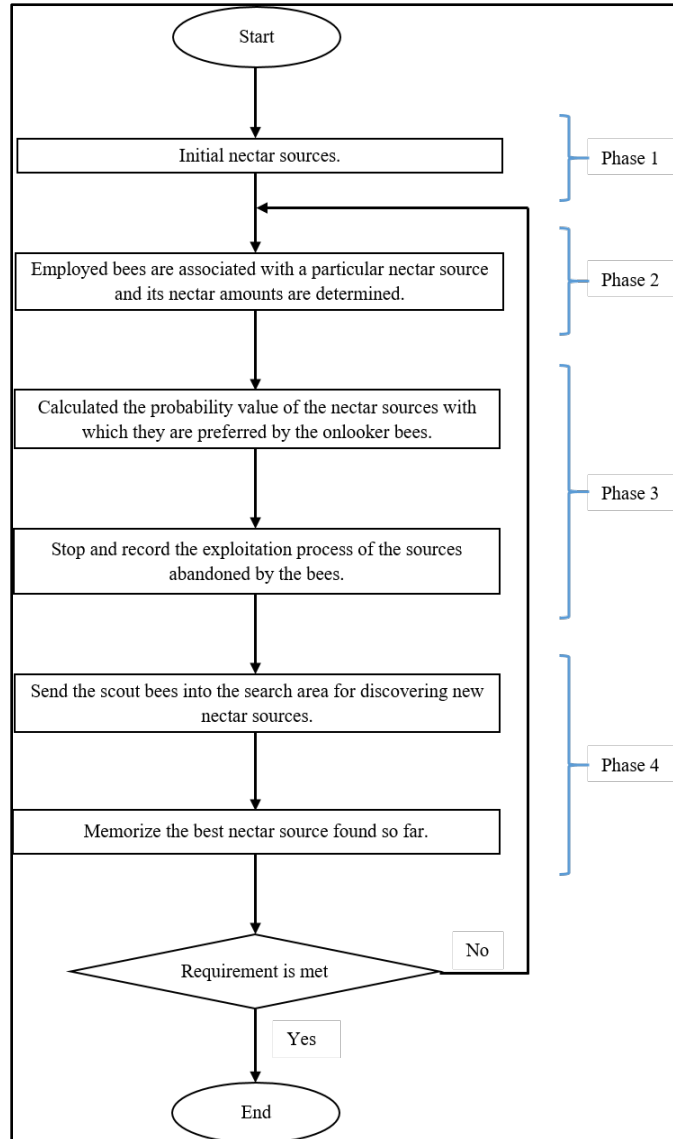 Start
Initial nectar sources.
Phase 1
Employed bees are associated with a particular nectar source
and its nectar amounts are determined.
Phase 2
Calculated the probability value of the nectar sources with
which they are preferred by the onlooker bees.
Phase 3
Stop and record the exploitation process of the sources
abandoned by the bees.
Send the scout bees into the search area for discovering new
nectar sources.
Phase 4
Memorize the best nectar source found so far.
Requirement is met
No
Yes
End